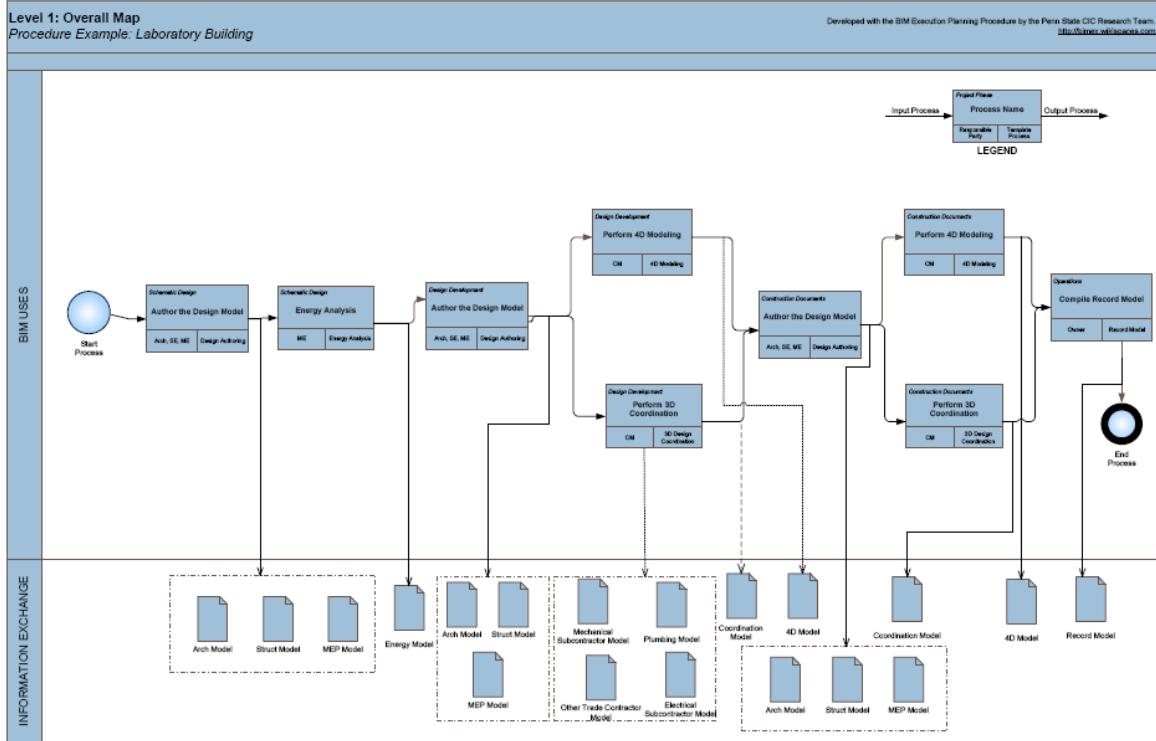 Level 1: Overall Map
Procedure Example: Laboratory Building
Developed with the BIM Execution Planning Procedure by the Penn State CIC Research Team.
http://bimex.wikispaces.com
BIM USES
Input Process
Project Phase
Process Name
Responsible
Party
Template
Process
Output Process
LEGEND
Start
Process
Schematic Design
Author the Design Model
Arch, SE, ME
Design Authoring
Schematic Design
Energy Analysis
ME
Energy Analysis
Design Development
Author the Design Model
Arch, SE, ME
Design Authoring
Design Development
Perform 4D Modeling
CM
4D Modeling
Design Development
Perform 3D
Coordination
CM
3D Design
Coordination
Construction Documents
Author the Design Model
Arch, SE, ME
Design Authoring
Construction Documents
Perform 4D Modeling
CM
4D Modeling
Construction Documents
Perform 3D
Coordination
CM
3D Design
Coordination
Operations
Compile Record Model
Owner
Record Model
End
Process
INFORMATION EXCHANGE
Arch Model
Struct Model
MEP Model
Energy Model
Arch Model
Struct Model
MEP Model
Mechanical
Subcontractor Model
Plumbing Model
Other Trade Contractor
Model
Electrical
Subcontractor Model
Coordination
Model
4D Model
Arch Model
Struct Model
MEP Model
Coordination Model
4D Model
Record Model